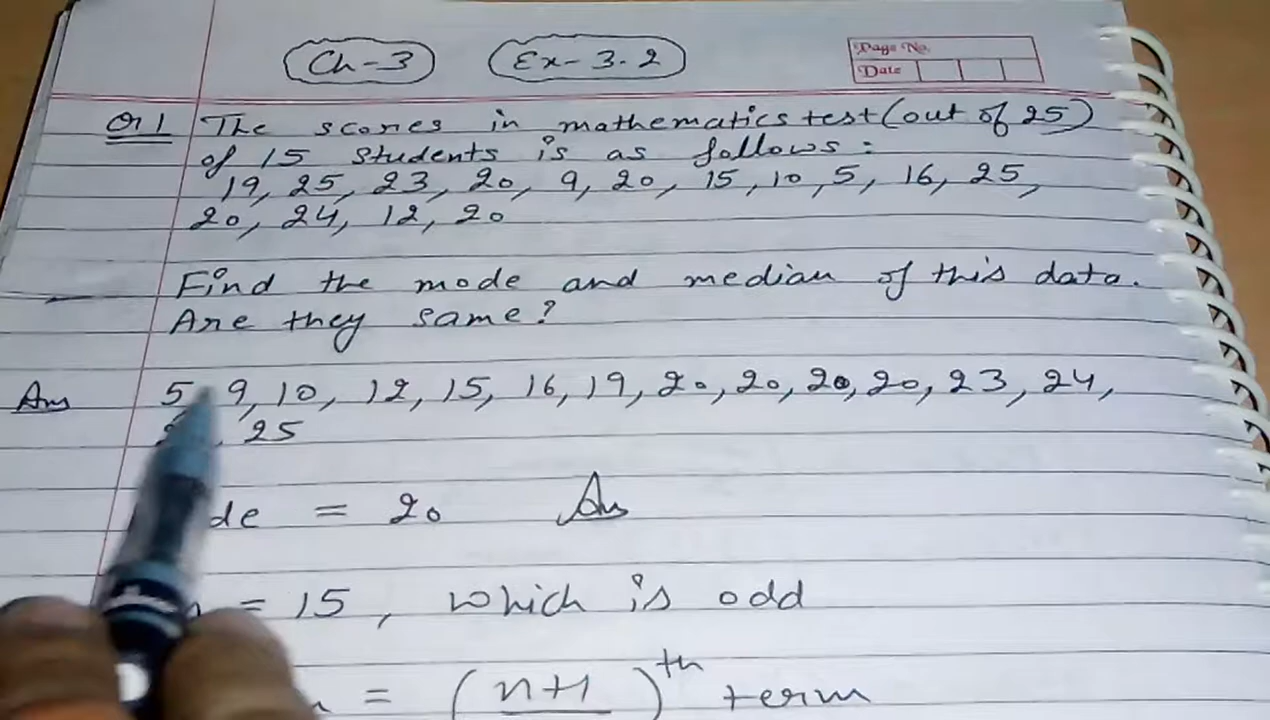 Ch-3 Ex-3.2
Page No.
Date
Q1 The scores in mathematics test (out of 25)
of 15 students is as follows:
19, 25, 23, 20, 9, 20, 15, 10, 5, 16, 25,
20, 24, 12, 20
Find the mode and median of this data.
Are they same?
Ans 5, 9, 10, 12, 15, 16, 19, 20, 20, 20, 20, 23, 24,
, 25
de = 20 Ans
= 15, which is odd
= (n+1)th term